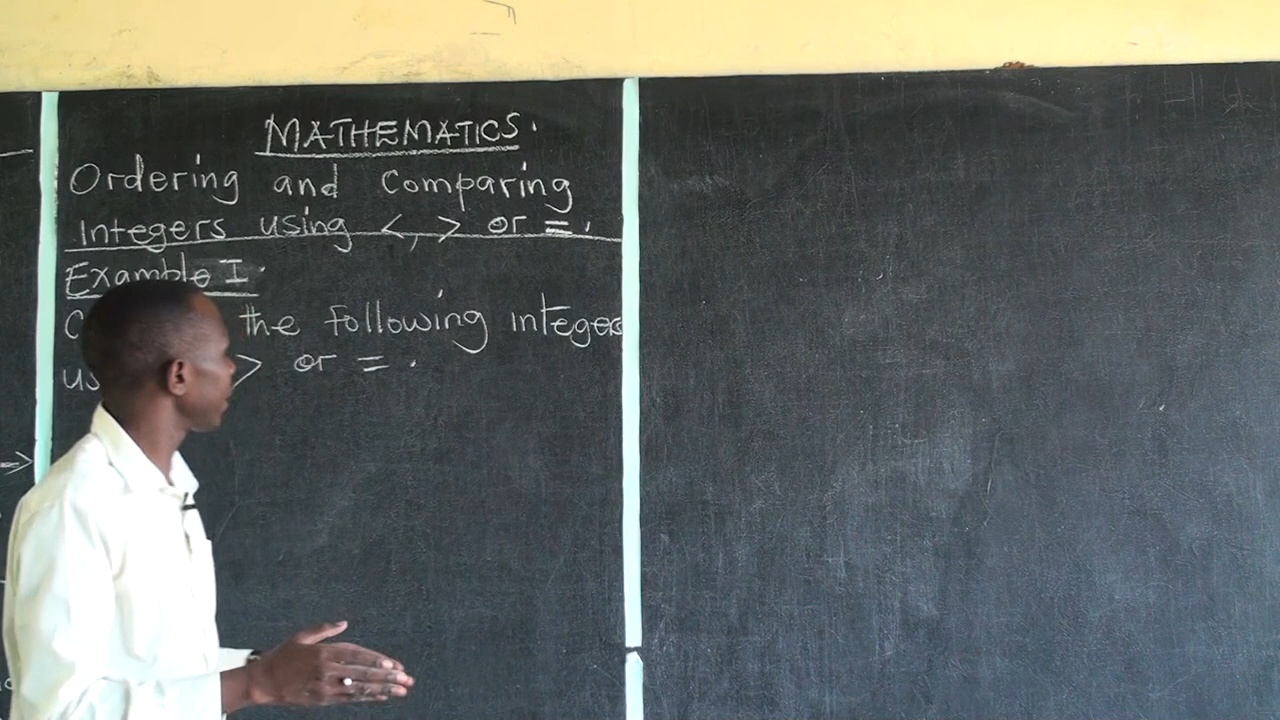 MATHEMATICS.
Ordering and Comparing
Integers using <, > or =.
Example I.
the following integers
> or = .